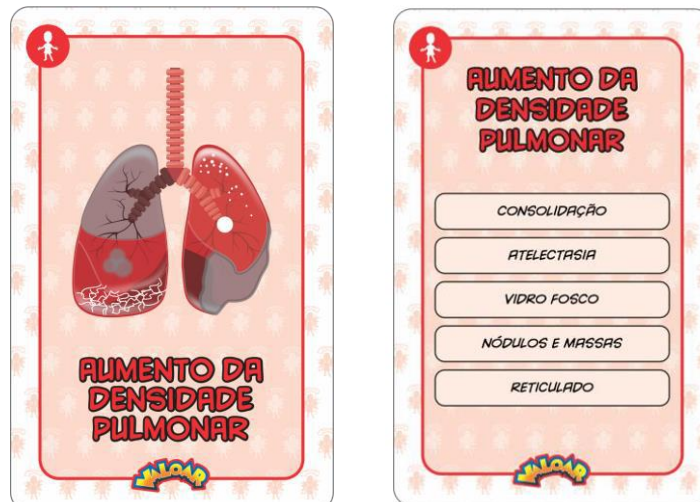 AUMENTO DA
DENSIDADE
PULMONAR
VALOAR
AUMENTO DA
DENSIDADE
PULMONAR
CONSOLIDAÇÃO
ATELECTASIA
VIDRO FOSCO
NÓDULOS E MASSAS
RETICULADO
VALOAR